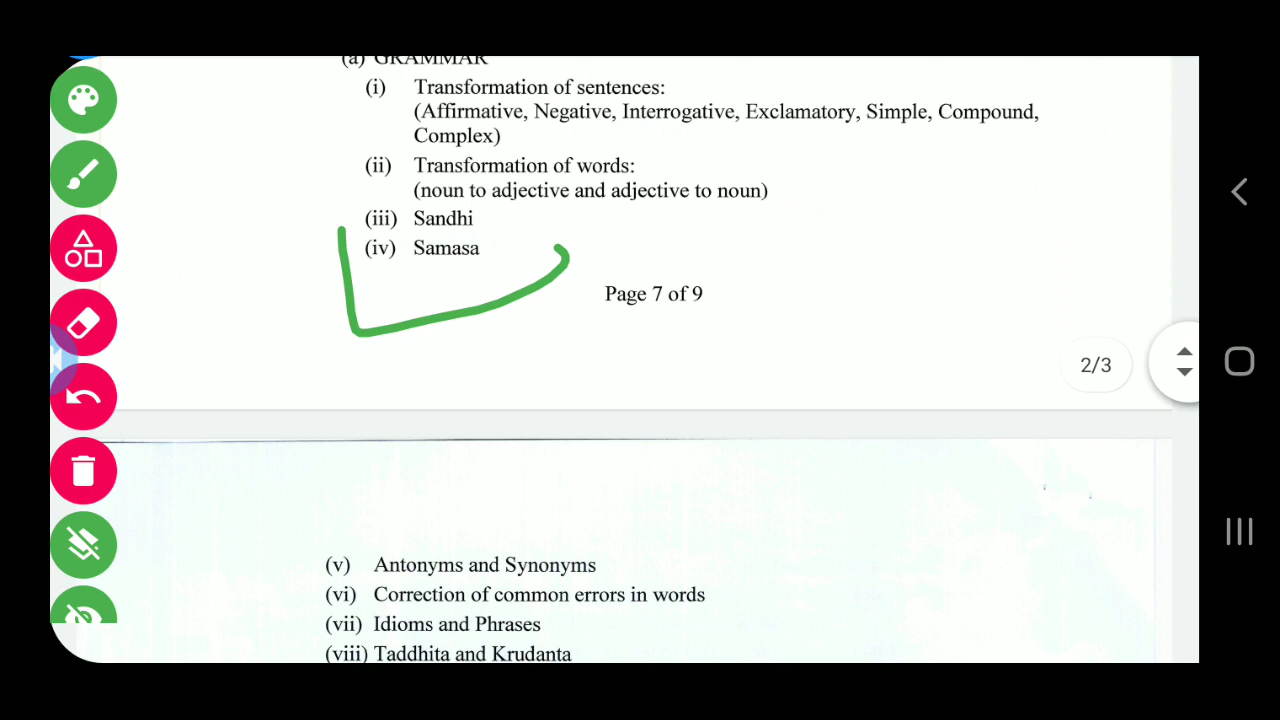 (a) GRAMMAR
(i) Transformation of sentences:
(Affirmative, Negative, Interrogative, Exclamatory, Simple, Compound,
Complex)
(ii) Transformation of words:
(noun to adjective and adjective to noun)
(iii) Sandhi
(iv) Samasa
Page 7 of 9
2/3
(v) Antonyms and Synonyms
(vi) Correction of common errors in words
(vii) Idioms and Phrases
(viii) Taddhita and Krudanta